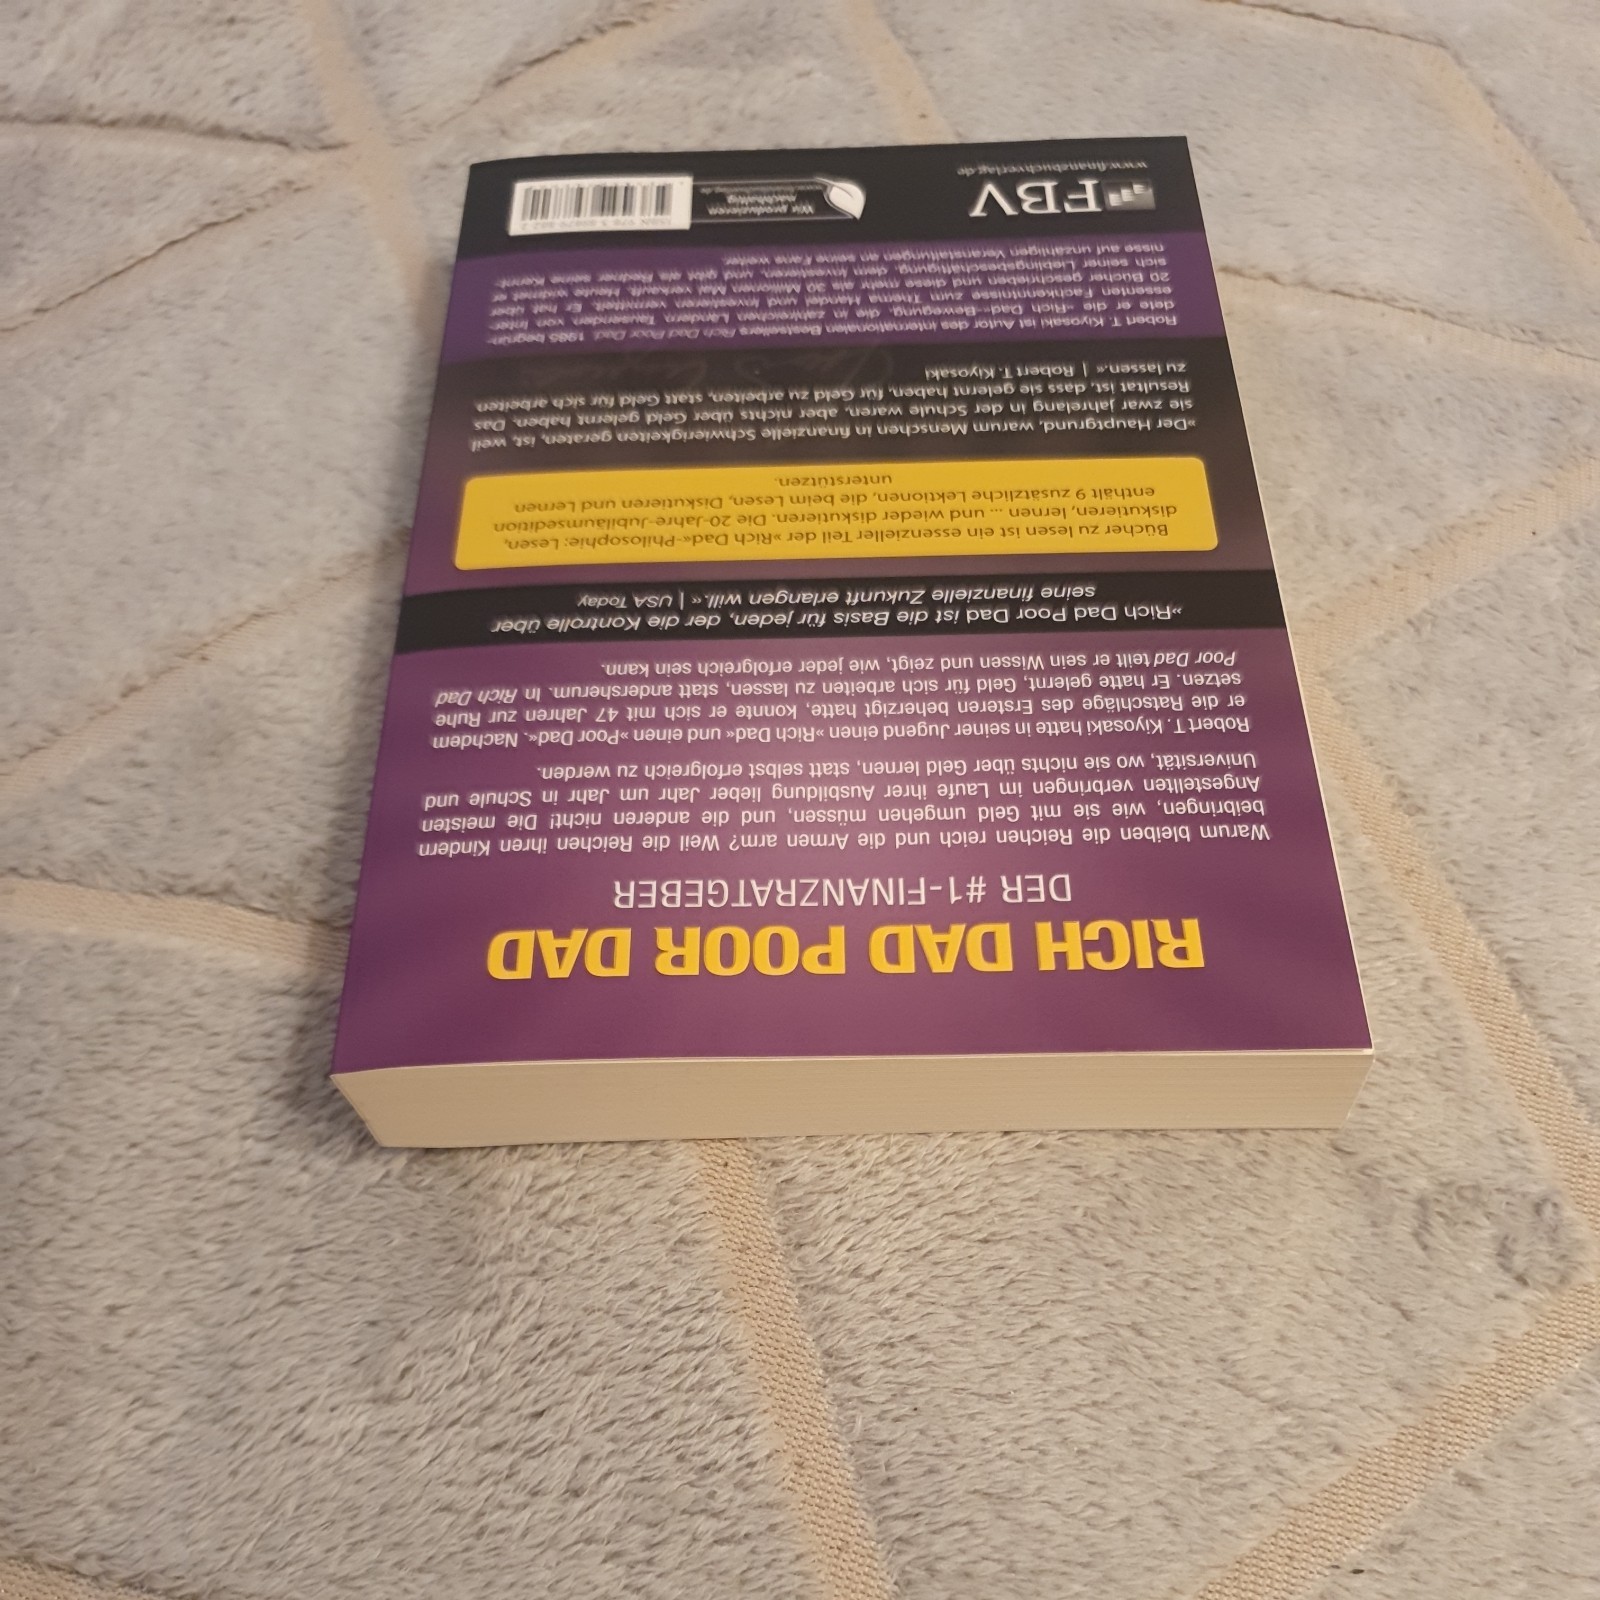 RICH DAD POOR DAD
DER #1-FINANZRATGEBER
Warum bleiben die Reichen reich und die Armen arm? Weil die Reichen ihren Kindern
beibringen, wie sie mit Geld umgehen müssen, und die anderen nicht! Die meisten
Angestellten verbringen im Laufe ihrer Ausbildung lieber Jahr um Jahr in Schule und
Universität, wo sie nichts über Geld lernen, statt selbst erfolgreich zu werden.
Robert T. Kiyosaki hatte in seiner Jugend einen »Rich Dad« und einen »Poor Dad«. Nachdem
er die Ratschläge des Ersteren beherzigt hatte, konnte er sich mit 47 Jahren zur Ruhe
setzen. Er hatte gelernt, Geld für sich arbeiten zu lassen, statt andersherum. In Rich Dad
Poor Dad teilt er sein Wissen und zeigt, wie jeder erfolgreich sein kann.
»Rich Dad Poor Dad ist die Basis für jeden, der die Kontrolle über
seine finanzielle Zukunft erlangen will.« | USA Today
Bücher zu lesen ist ein essenzieller Teil der »Rich Dad«-Philosophie: Lesen,
diskutieren, lernen ... und wieder diskutieren. Die 20-Jahre-Jubiläumsedition
enthält 9 zusätzliche Lektionen, die beim Lesen, Diskutieren und Lernen
unterstützen.
»Der Hauptgrund, warum Menschen in finanzielle Schwierigkeiten geraten, ist, weil
sie zwar jahrelang in der Schule waren, aber nichts über Geld gelernt haben. Das
Resultat ist, dass sie gelernt haben, für Geld zu arbeiten, statt Geld für sich arbeiten
zu lassen.« | Robert T. Kiyosaki
Robert T. Kiyosaki ist Autor des internationalen Bestsellers Rich Dad Poor Dad. 1985 begrün-
dete er die »Rich Dad«-Bewegung, die in zahlreichen Ländern Tausenden von Inter-
essenten Fachkenntnisse zum Thema Handel und Investieren vermittelt. Er hat über
20 Bücher geschrieben und diese mehr als 30 Millionen Mal verkauft. Heute widmet er
sich seiner Lieblingsbeschäftigung, dem Investieren, und gibt als Redner seine Kennt-
nisse auf unzähligen Veranstaltungen an seine Fans weiter.
FBV
www.finanzbuchverlag.de
Wir produzieren
nachhaltig